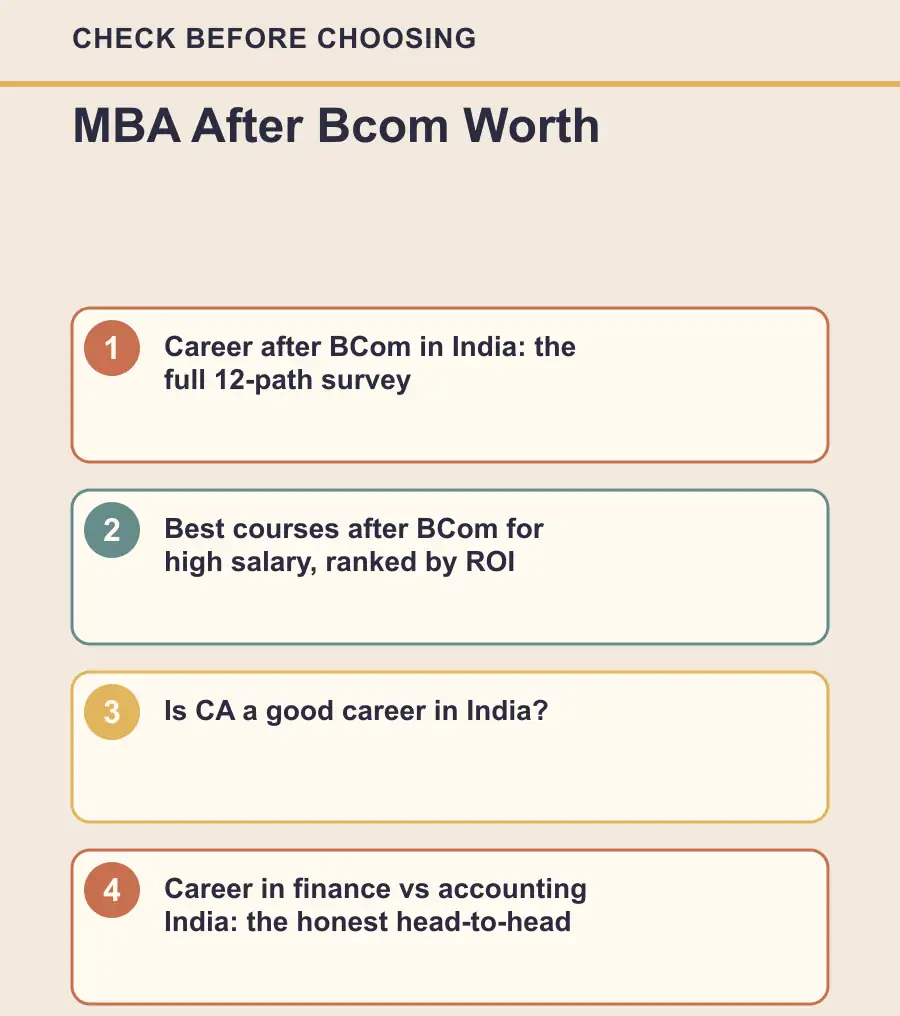 CHECK BEFORE CHOOSING
MBA After Bcom Worth
1
Career after BCom in India: the
full 12-path survey
2
Best courses after BCom for
high salary, ranked by ROI
3
Is CA a good career in India?
4
Career in finance vs accounting
India: the honest head-to-head